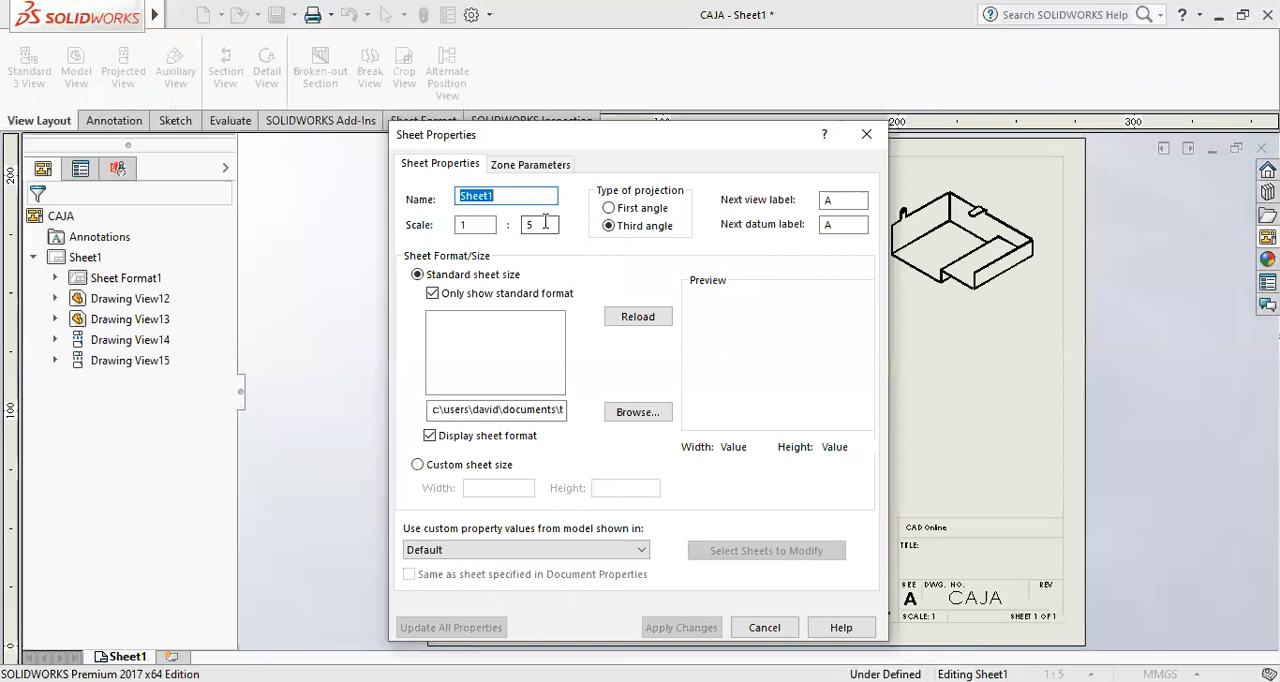 SOLIDWORKS
CAJA - Sheet1 *
Search SOLIDWORKS Help
?
Standard 3 View
Model View
Projected View
Auxiliary View
Section View
Detail View
Broken-out Section
Break View
Crop View
Alternate Position View
View Layout
Annotation
Sketch
Evaluate
SOLIDWORKS Add-Ins
Sheet Format
SOLIDWORKS Inspection
200
300
200
100
0
CAJA
Annotations
Sheet1
Sheet Format1
Drawing View12
Drawing View13
Drawing View14
Drawing View15
Sheet Properties
?
Sheet Properties
Zone Parameters
Name: Sheet1
Scale: 1 : 5
Type of projection
First angle
Third angle
Next view label: A
Next datum label: A
Sheet Format/Size
Standard sheet size
Only show standard format
Reload
Preview
c:\users\david\documents\t
Browse...
Display sheet format
Width: Value Height: Value
Custom sheet size
Width: Height:
Use custom property values from model shown in:
Default
Select Sheets to Modify
Same as sheet specified in Document Properties
Update All Properties
Apply Changes
Cancel
Help
CAD Online
TITLE:
DWG. NO.
REV
A
CAJA
SCALE: 1
SHEET 1 OF 1
Sheet1
SOLIDWORKS Premium 2017 x64 Edition
Under Defined
Editing Sheet1
1 : 5
MMGS